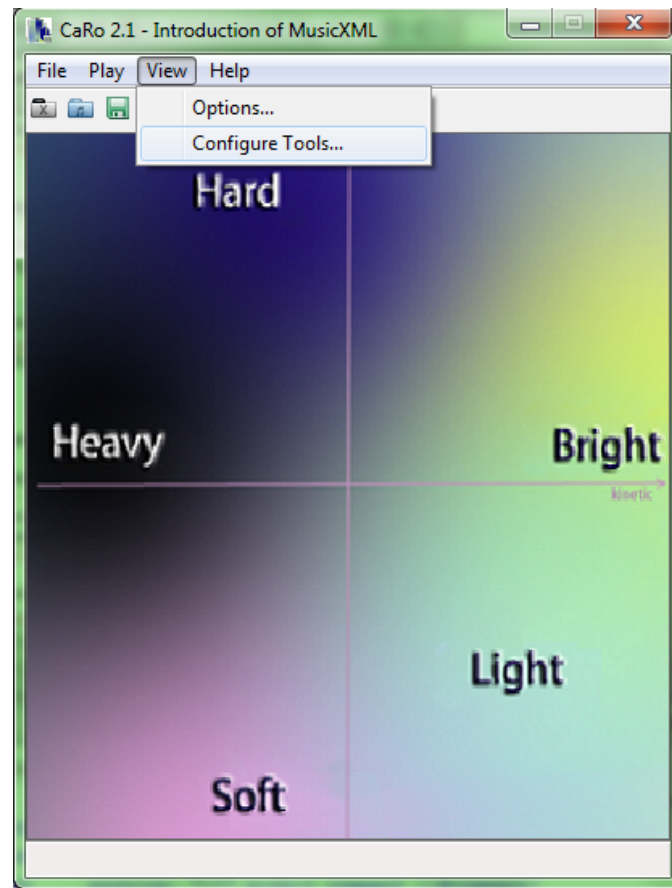 CaRo 2.1 - Introduction of MusicXML
File Play View Help
Options...
Configure Tools...
Hard
Heavy
Bright
kinetic
Light
Soft